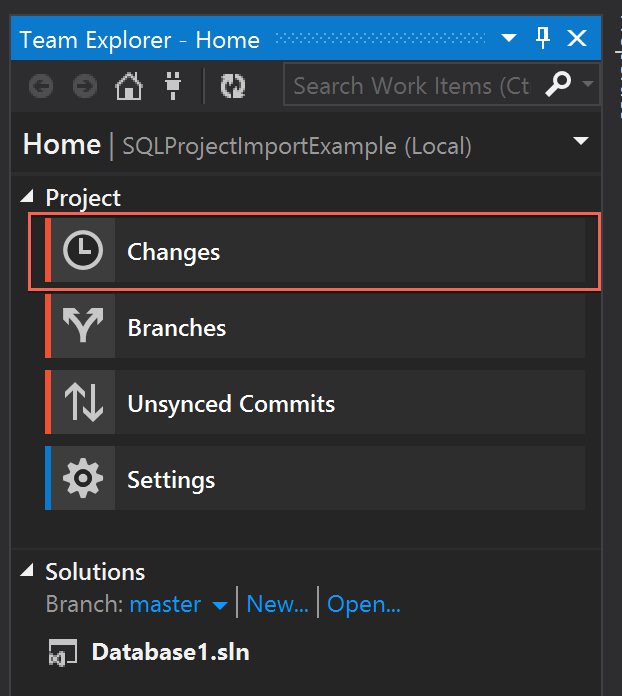 Team Explorer - Home
Search Work Items (Ct
Home | SQLProjectImportExample (Local)
Project
Changes
Branches
Unsynced Commits
Settings
Solutions
Branch: master | New... | Open...
Database1.sln